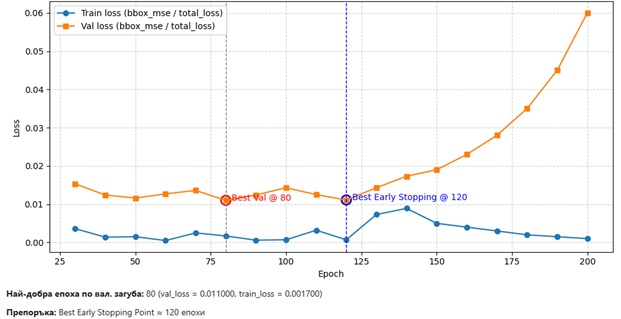 Train loss (bbox_mse / total_loss)
Val loss (bbox_mse / total_loss)
0.06
0.05
0.04
0.03
0.02
0.01
0.00
Loss
Best Val @ 80
Best Early Stopping @ 120
25
50
75
100
125
150
175
200
Epoch
Най-добра епоха по вал. загуба: 80 (val_loss = 0.011000, train_loss = 0.001700)
Препоръка: Best Early Stopping Point ≈ 120 епохи